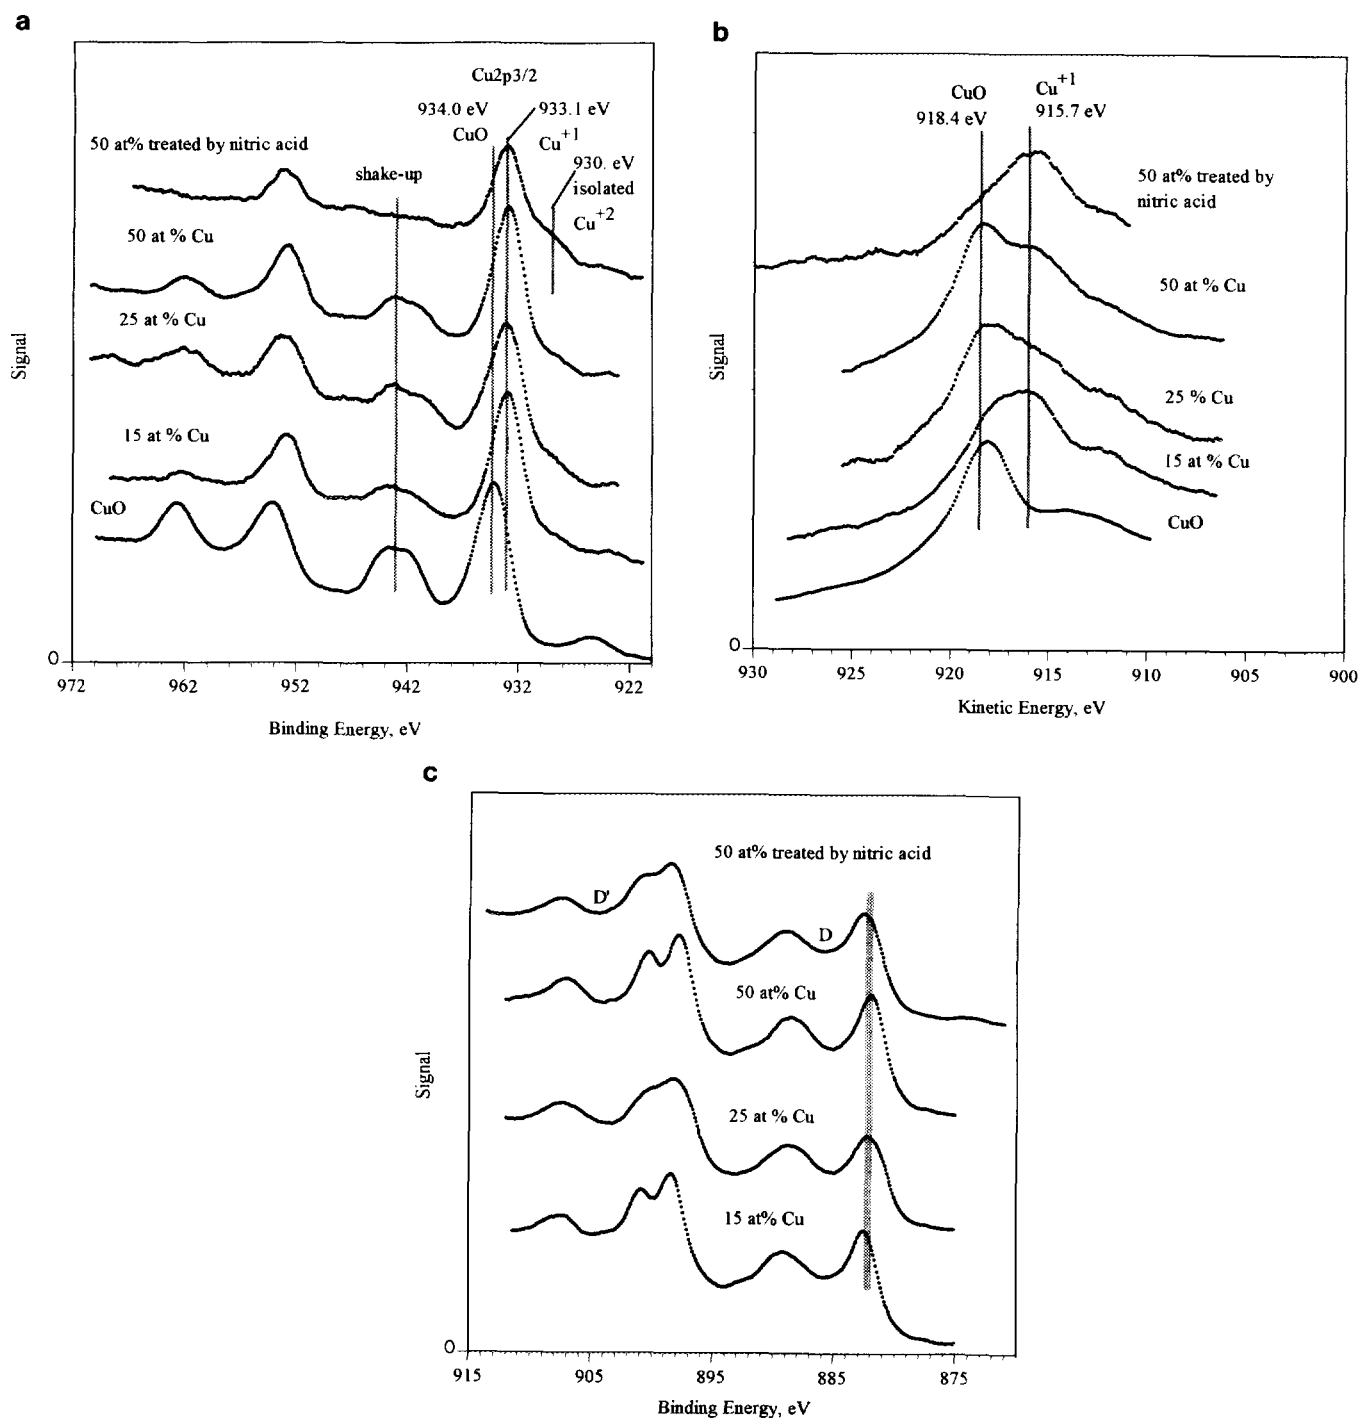 a
Cu2p3/2
934.0 eV
933.1 eV
CuO
Cu+1
930. eV
isolated
Cu+2
50 at% treated by nitric acid
shake-up
50 at % Cu
25 at % Cu
15 at % Cu
CuO
Signal
0
972
962
952
942
932
922
Binding Energy, eV
b
CuO
918.4 eV
Cu+1
915.7 eV
50 at% treated by
nitric acid
50 at % Cu
25 % Cu
15 at % Cu
CuO
Signal
0
930
925
920
915
910
905
900
Kinetic Energy, eV
c
50 at% treated by nitric acid
D'
D
50 at% Cu
25 at % Cu
15 at% Cu
Signal
0
915
905
895
885
875
Binding Energy, eV